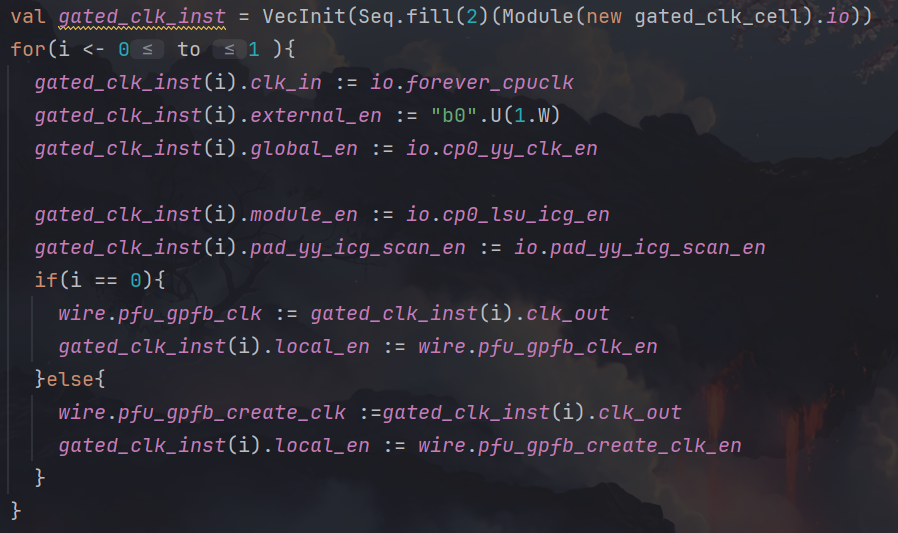 val gated_clk_inst = VecInit(Seq.fill(2)(Module(new gated_clk_cell).io))
for(i <- 0 ≤ to ≤ 1 ){
  gated_clk_inst(i).clk_in := io.forever_cpuclk
  gated_clk_inst(i).external_en := "b0".U(1.W)
  gated_clk_inst(i).global_en := io.cp0_yy_clk_en
  gated_clk_inst(i).module_en := io.cp0_lsu_icg_en
  gated_clk_inst(i).pad_yy_icg_scan_en := io.pad_yy_icg_scan_en
  if(i == 0){
    wire.pfu_gpfb_clk := gated_clk_inst(i).clk_out
    gated_clk_inst(i).local_en := wire.pfu_gpfb_clk_en
  }else{
    wire.pfu_gpfb_create_clk :=gated_clk_inst(i).clk_out
    gated_clk_inst(i).local_en := wire.pfu_gpfb_create_clk_en
  }
}